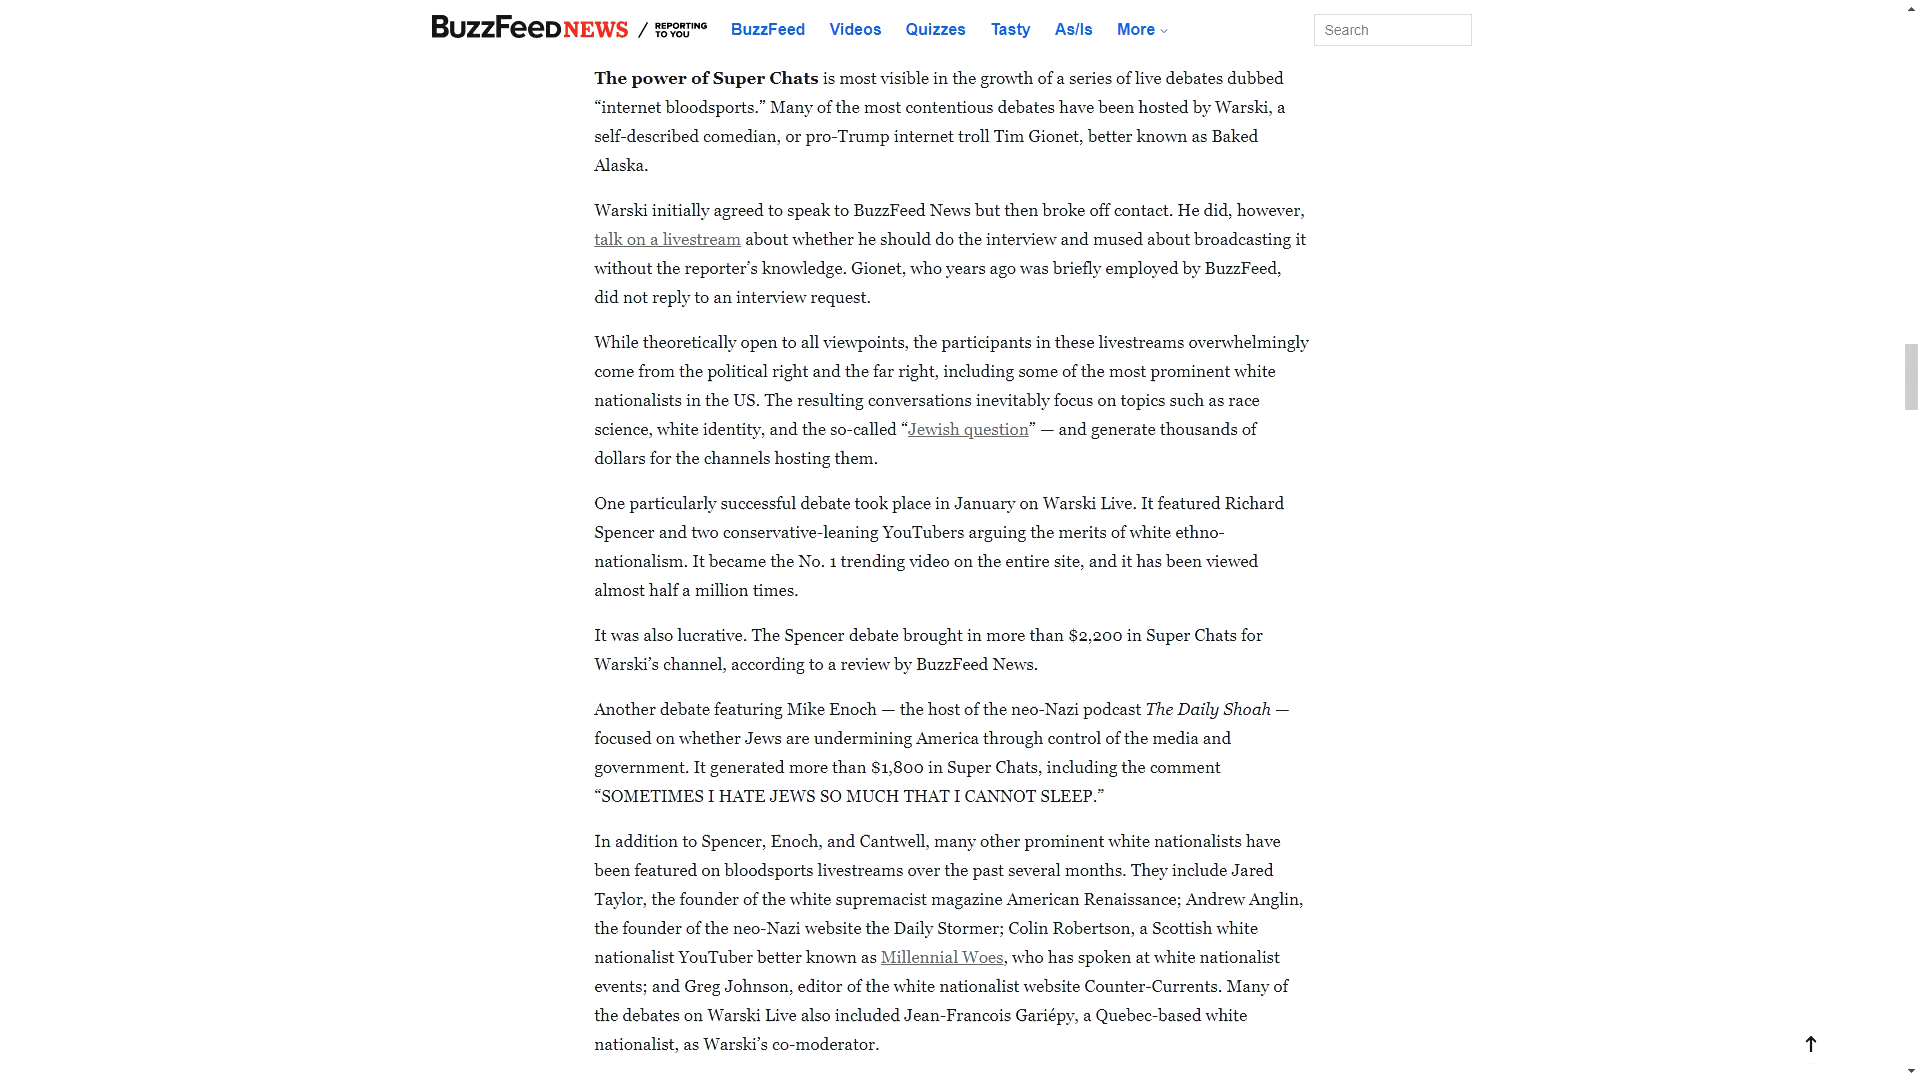 BuzzFeed NEWS / REPORTING TO YOU BuzzFeed Videos Quizzes Tasty As/Is More Search
The power of Super Chats is most visible in the growth of a series of live debates dubbed
“internet bloodsports.” Many of the most contentious debates have been hosted by Warski, a
self-described comedian, or pro-Trump internet troll Tim Gionet, better known as Baked
Alaska.
Warski initially agreed to speak to BuzzFeed News but then broke off contact. He did, however,
talk on a livestream about whether he should do the interview and mused about broadcasting it
without the reporter’s knowledge. Gionet, who years ago was briefly employed by BuzzFeed,
did not reply to an interview request.
While theoretically open to all viewpoints, the participants in these livestreams overwhelmingly
come from the political right and the far right, including some of the most prominent white
nationalists in the US. The resulting conversations inevitably focus on topics such as race
science, white identity, and the so-called “Jewish question” — and generate thousands of
dollars for the channels hosting them.
One particularly successful debate took place in January on Warski Live. It featured Richard
Spencer and two conservative-leaning YouTubers arguing the merits of white ethno-
nationalism. It became the No. 1 trending video on the entire site, and it has been viewed
almost half a million times.
It was also lucrative. The Spencer debate brought in more than $2,200 in Super Chats for
Warski’s channel, according to a review by BuzzFeed News.
Another debate featuring Mike Enoch — the host of the neo-Nazi podcast The Daily Shoah —
focused on whether Jews are undermining America through control of the media and
government. It generated more than $1,800 in Super Chats, including the comment
“SOMETIMES I HATE JEWS SO MUCH THAT I CANNOT SLEEP.”
In addition to Spencer, Enoch, and Cantwell, many other prominent white nationalists have
been featured on bloodsports livestreams over the past several months. They include Jared
Taylor, the founder of the white supremacist magazine American Renaissance; Andrew Anglin,
the founder of the neo-Nazi website the Daily Stormer; Colin Robertson, a Scottish white
nationalist YouTuber better known as Millennial Woes, who has spoken at white nationalist
events; and Greg Johnson, editor of the white nationalist website Counter-Currents. Many of
the debates on Warski Live also included Jean-Francois Gariépy, a Quebec-based white
nationalist, as Warski’s co-moderator.